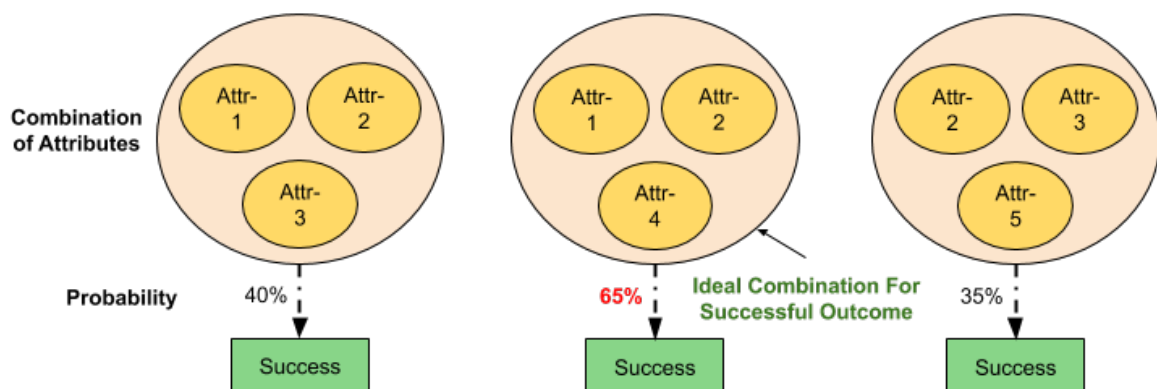 Combination
of Attributes
Attr-
1
Attr-
2
Attr-
3
Attr-
1
Attr-
2
Attr-
4
Attr-
2
Attr-
3
Attr-
5
Probability
40%
65%
Ideal Combination For
Successful Outcome
35%
Success
Success
Success